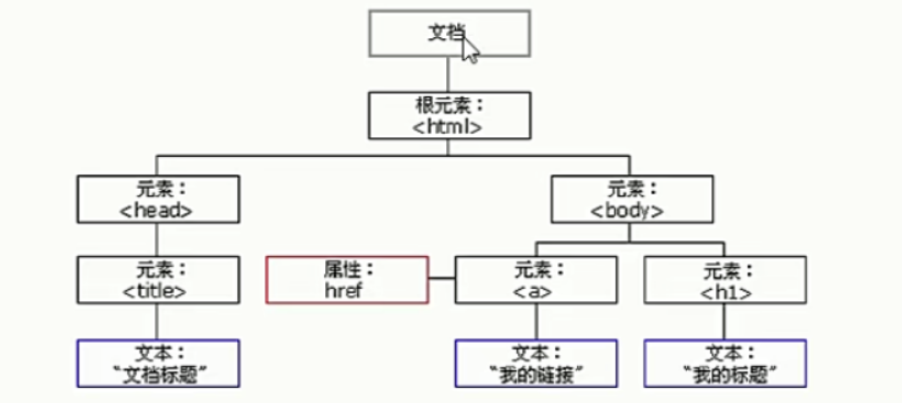 文档
根元素：
<html>
元素：
<head>
元素：
<body>
元素：
<title>
属性：
href
元素：
<a>
元素：
<h1>
文本：
“文档标题”
文本：
“我的链接”
文本：
“我的标题”